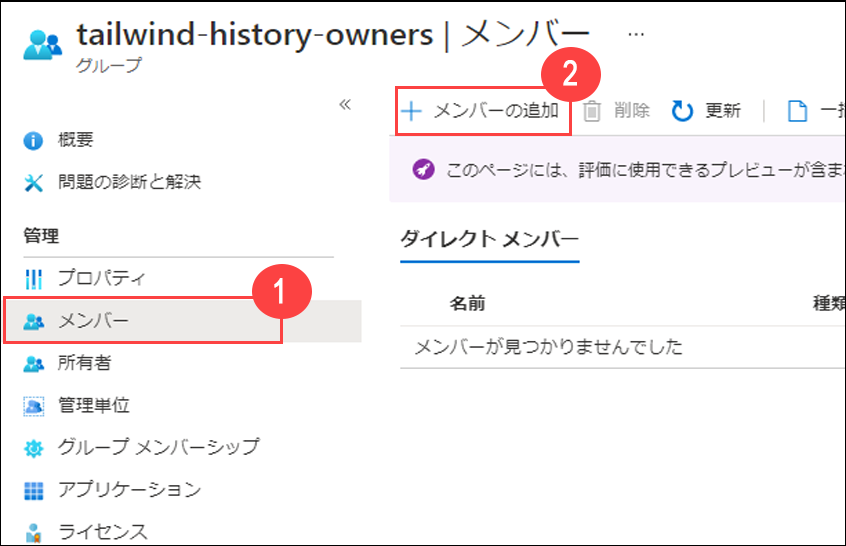 tailwind-history-owners | メンバー ...
グループ
«
概要
問題の診断と解決
管理
プロパティ
1
メンバー
所有者
管理単位
グループ メンバーシップ
アプリケーション
ライセンス
2
+ メンバーの追加 削除 更新 | 一
このページには、評価に使用できるプレビューが含ま
ダイレクト メンバー
名前 種類
メンバーが見つかりませんでした